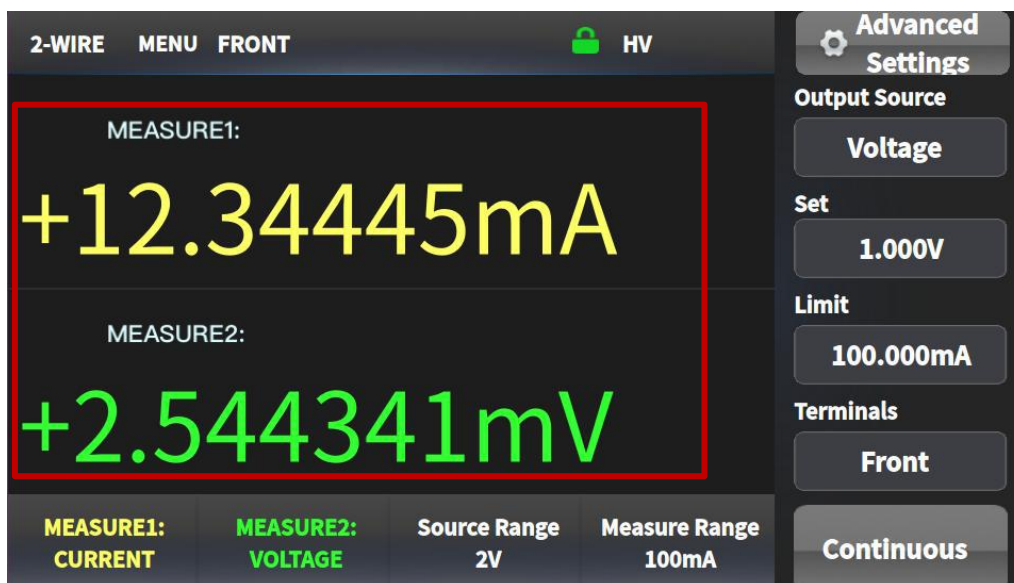 2-WIRE MENU FRONT HV
MEASURE1:
+12.34445mA
MEASURE2:
+2.544341mV
MEASURE1:
CURRENT
MEASURE2:
VOLTAGE
Source Range
2V
Measure Range
100mA
Advanced
Settings
Output Source
Voltage
Set
1.000V
Limit
100.000mA
Terminals
Front
Continuous